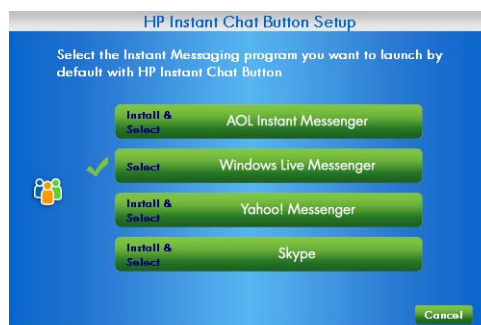 HP Instant Chat Button Setup
Select the Instant Messaging program you want to launch by
default with HP Instant Chat Button
Install &
Select
AOL Instant Messenger
Select
Windows Live Messenger
Install &
Select
Yahoo! Messenger
Install &
Select
Skype
Cancel